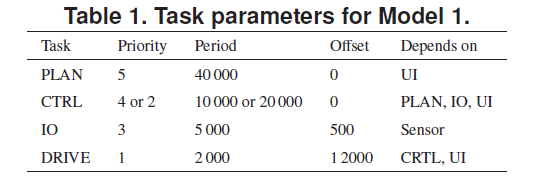 Table 1. Task parameters for Model 1.
Task Priority Period Offset Depends on
PLAN 5 40 000 0 UI
CTRL 4 or 2 10 000 or 20 000 0 PLAN, IO, UI
IO 3 5 000 500 Sensor
DRIVE 1 2 000 1 2000 CRTL, UI